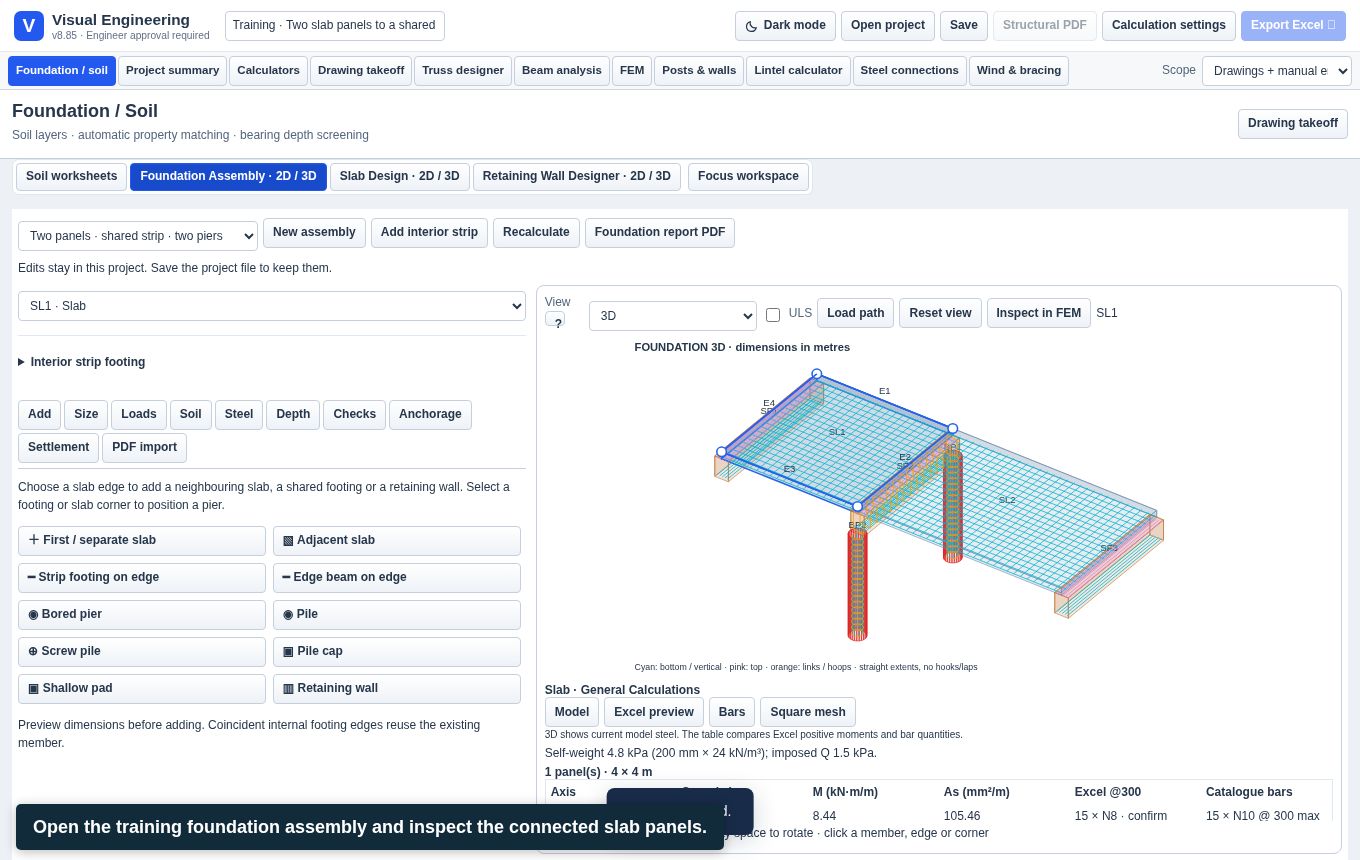 V Visual Engineering
v8.85 · Engineer approval required
Training · Two slab panels to a shared
Dark mode
Open project
Save
Structural PDF
Calculation settings
Export Excel
Foundation / soil
Project summary
Calculators
Drawing takeoff
Truss designer
Beam analysis
FEM
Posts & walls
Lintel calculator
Steel connections
Wind & bracing
Scope
Drawings + manual e
Foundation / Soil
Soil layers · automatic property matching · bearing depth screening
Drawing takeoff
Soil worksheets
Foundation Assembly · 2D / 3D
Slab Design · 2D / 3D
Retaining Wall Designer · 2D / 3D
Focus workspace
Two panels · shared strip · two piers
New assembly
Add interior strip
Recalculate
Foundation report PDF
Edits stay in this project. Save the project file to keep them.
SL1 · Slab
Interior strip footing
Add
Size
Loads
Soil
Steel
Depth
Checks
Anchorage
Settlement
PDF import
Choose a slab edge to add a neighbouring slab, a shared footing or a retaining wall. Select a
footing or slab corner to position a pier.
First / separate slab
Adjacent slab
Strip footing on edge
Edge beam on edge
Bored pier
Pile
Screw pile
Pile cap
Shallow pad
Retaining wall
Preview dimensions before adding. Coincident internal footing edges reuse the existing
member.
View
?
3D
ULS
Load path
Reset view
Inspect in FEM
SL1
FOUNDATION 3D · dimensions in metres
E1
E4
SL1
E2
E3
SL2
SF3
Cyan: bottom / vertical · pink: top · orange: links / hoops · straight extents, no hooks/laps
Slab · General Calculations
Model
Excel preview
Bars
Square mesh
3D shows current model steel. The table compares Excel positive moments and bar quantities.
Self-weight 4.8 kPa (200 mm × 24 kN/m³); imposed Q 1.5 kPa.
1 panel(s) · 4 × 4 m
Axis
M (kN·m/m)
As (mm²/m)
Excel @300
Catalogue bars
8.44
105.46
15 × N8 · confirm
15 × N10 @ 300 max
space to rotate · click a member, edge or corner
Open the training foundation assembly and inspect the connected slab panels.